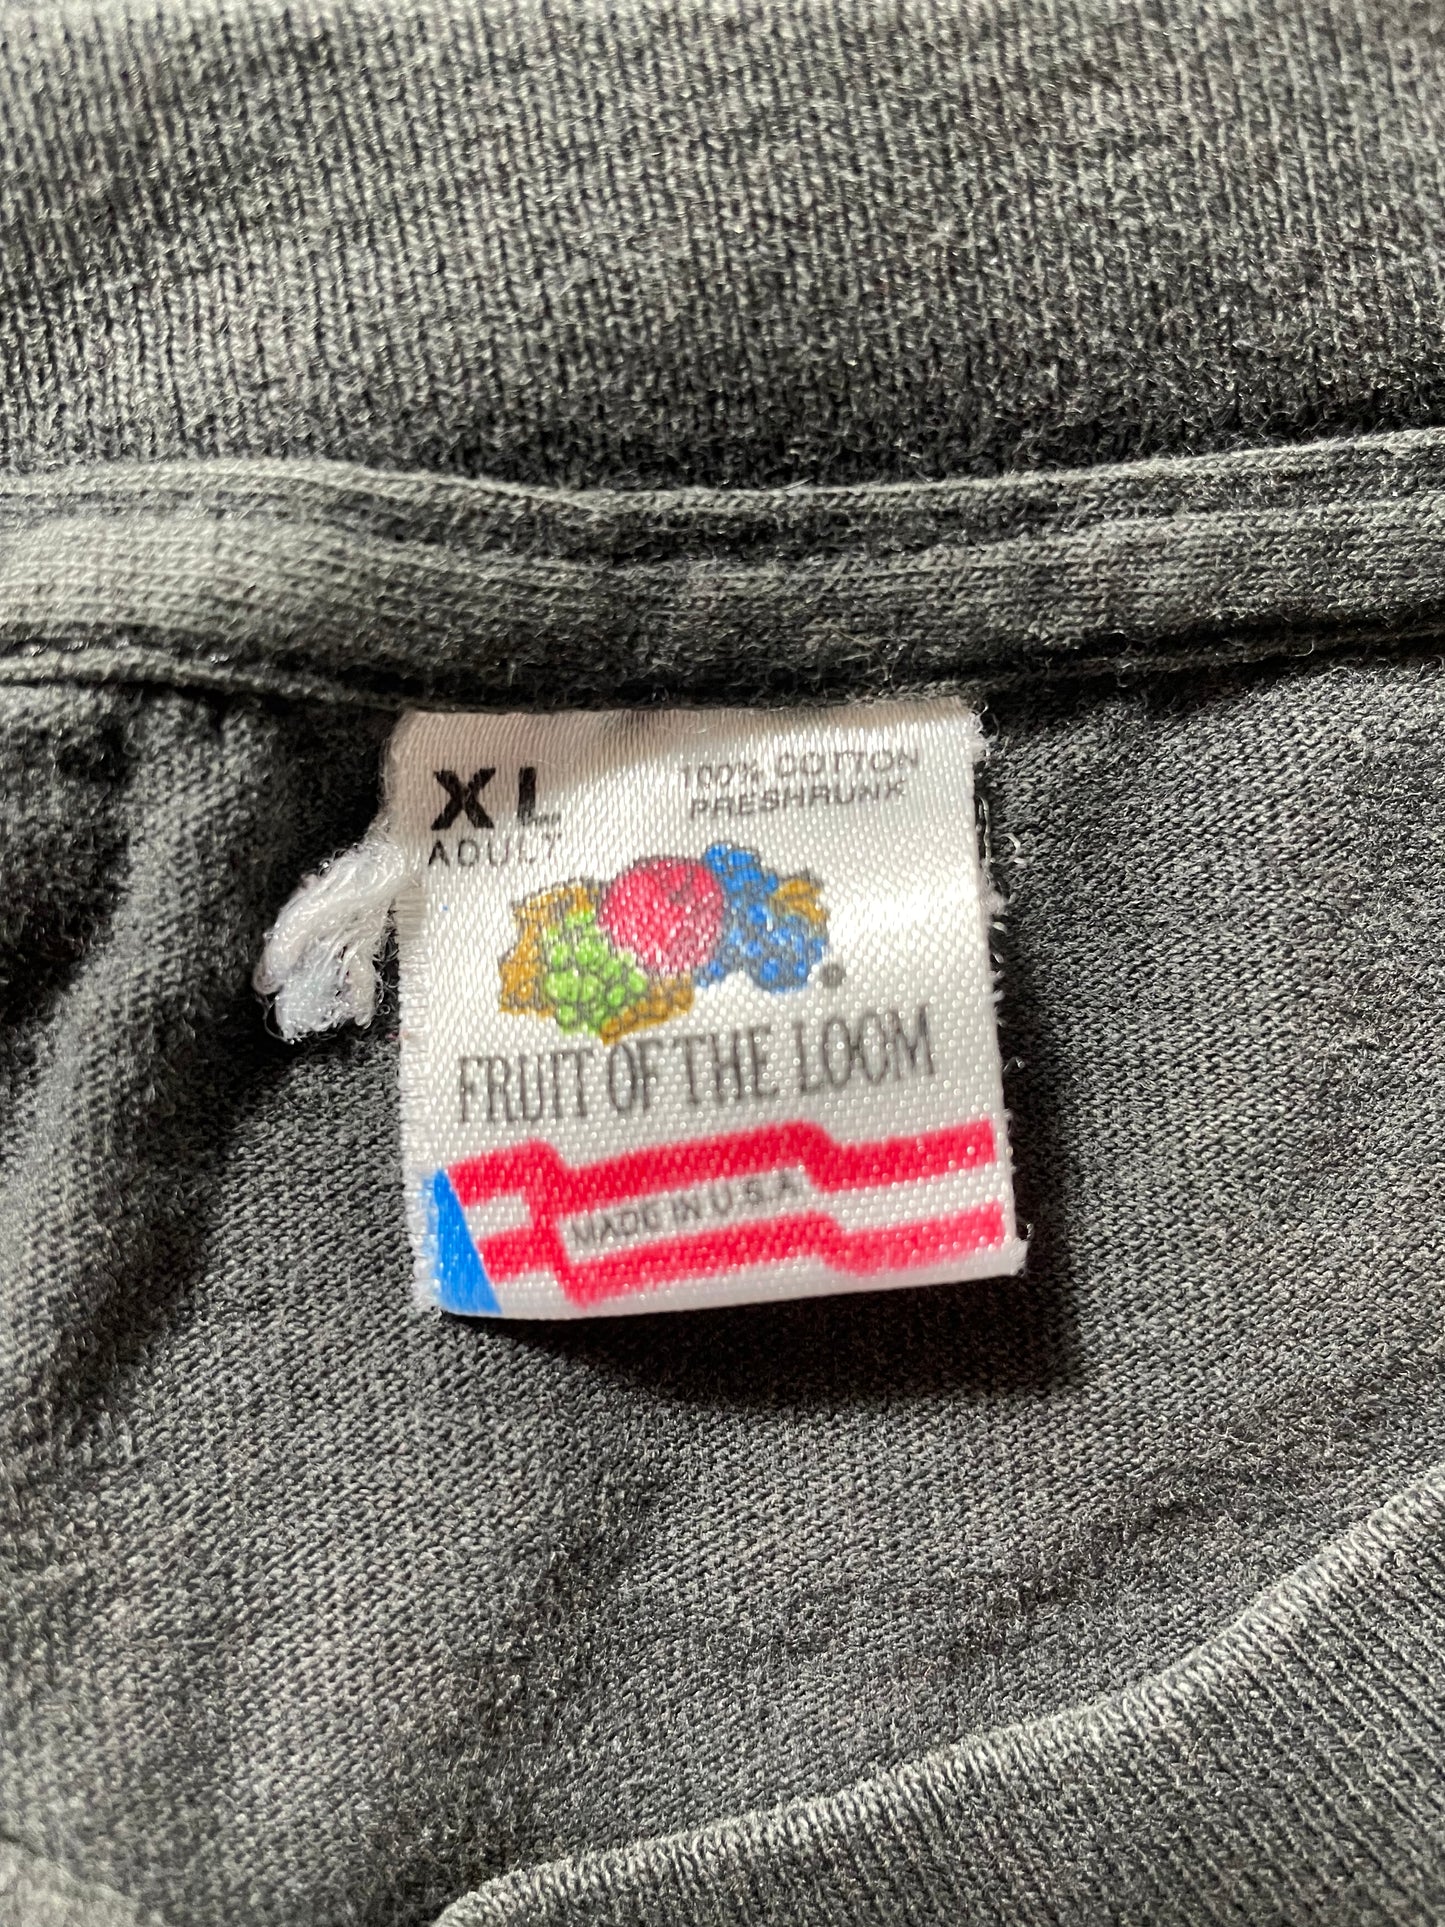 XL
ADULT
100% COTTON
PRESHRUNK
®
FRUIT OF THE LOOM
MADE IN U.S.A.